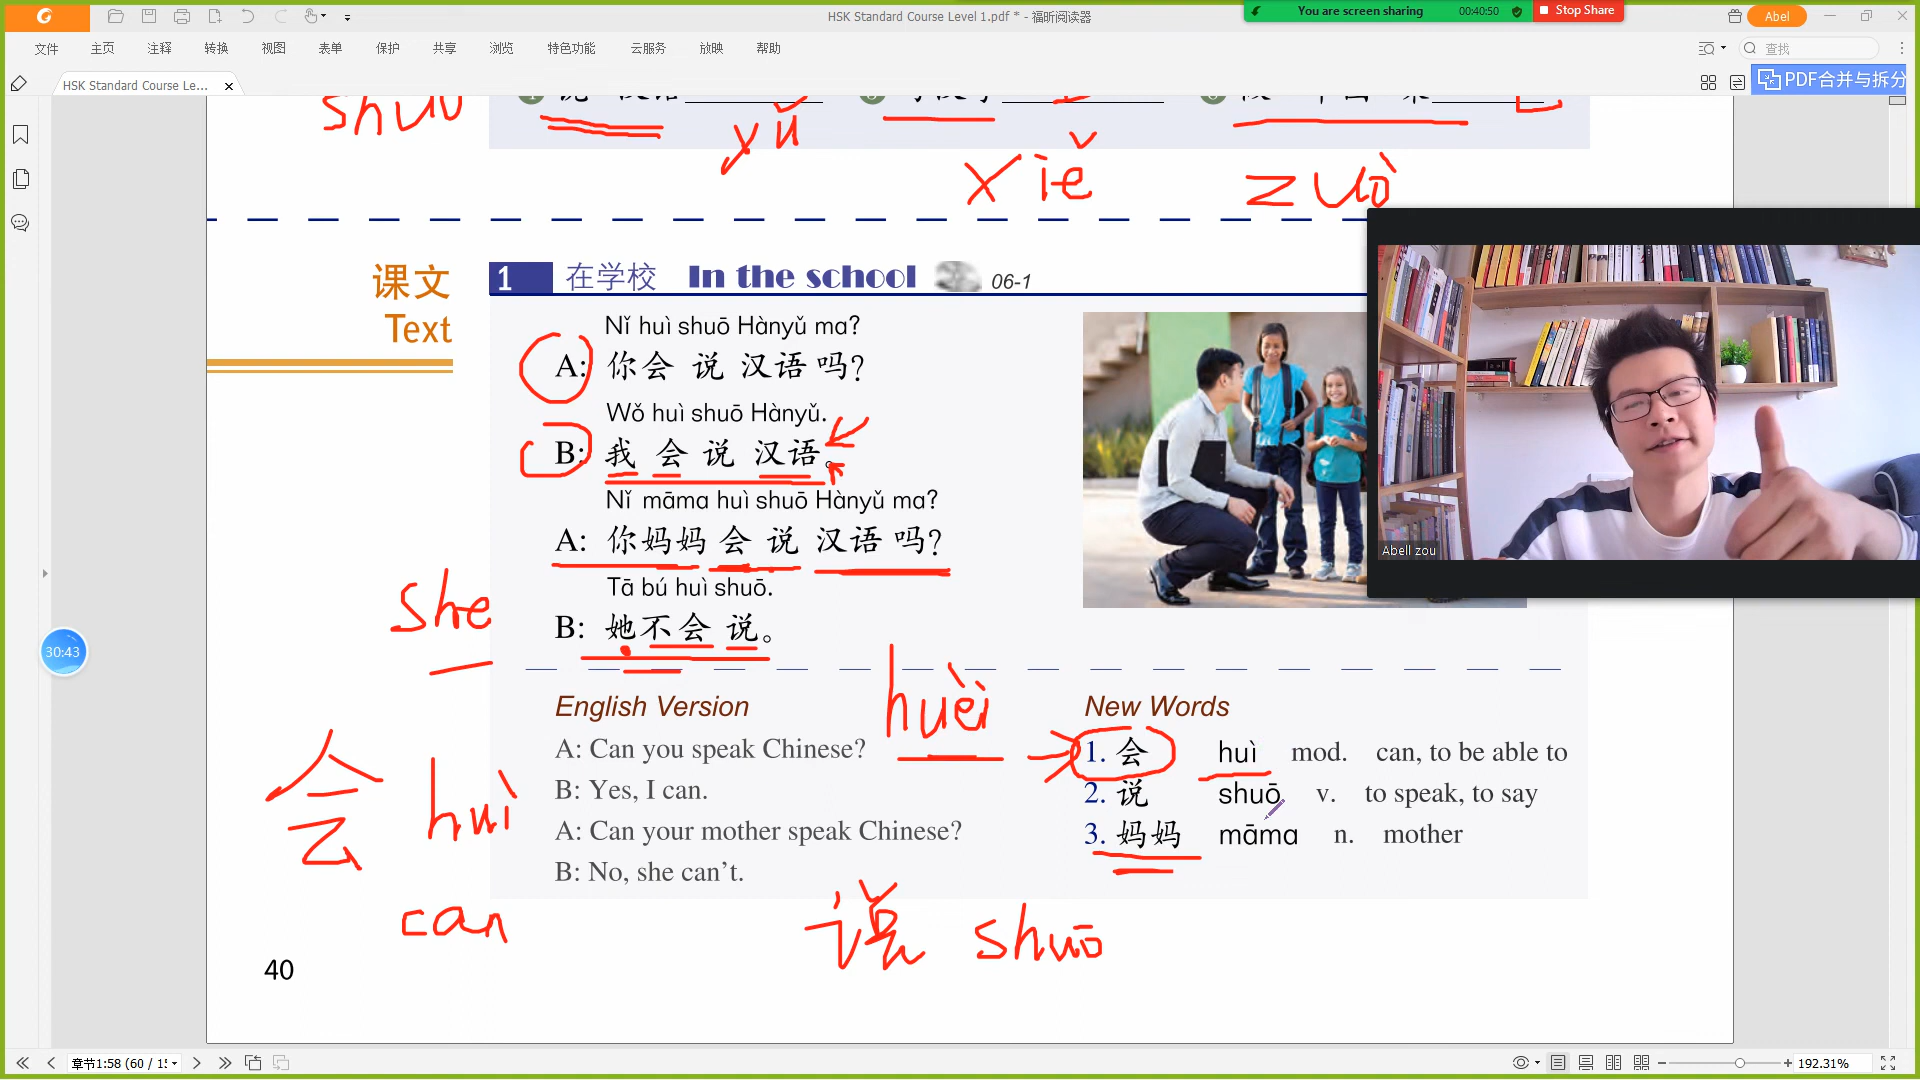 HSK Standard Course Level 1.pdf * - 福昕阅读器
You are screen sharing
00:40:50
Stop Share
Abel
文件 主页 注释 转换 视图 表单 保护 共享 浏览 特色功能 云服务 放映 帮助
查找
HSK Standard Course Le...
PDF合并与拆分
shuō
yǔ
xiě
zuò
课文
Text
1 在学校 In the school 06-1
Nǐ huì shuō Hànyǔ ma?
A: 你会 说 汉语 吗?
Wǒ huì shuō Hànyǔ.
B: 我 会 说 汉语。
Nǐ māma huì shuō Hànyǔ ma?
A: 你妈妈 会 说 汉语 吗?
Tā bú huì shuō.
B: 她不会 说。
Abell zou
she
30:43
huèi
English Version
A: Can you speak Chinese?
B: Yes, I can.
A: Can your mother speak Chinese?
B: No, she can't.
New Words
1. 会 huì mod. can, to be able to
2. 说 shuō v. to speak, to say
3. 妈妈 māma n. mother
会 huì
can
说 shuō
40
章节1:58 (60 / 15
192.31%